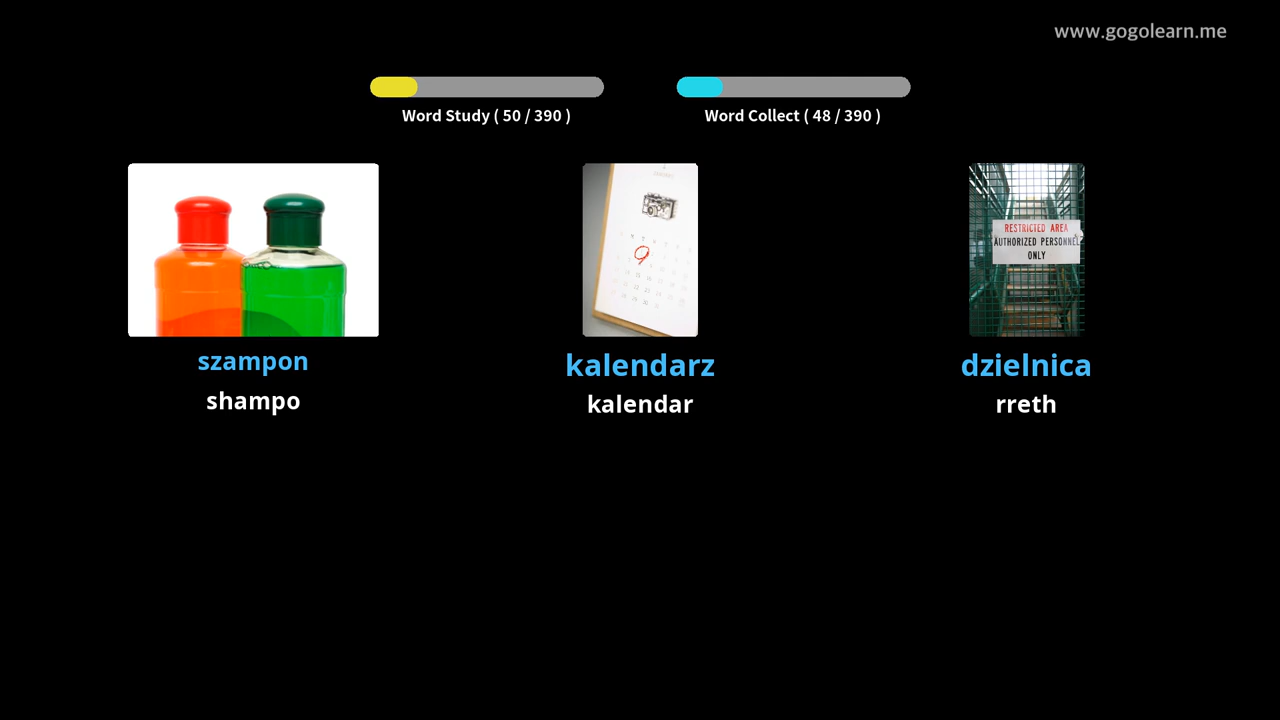 www.gogolearn.me
Word Study ( 50 / 390 )
Word Collect ( 48 / 390 )
RESTRICTED AREA
AUTHORIZED PERSONNEL
ONLY
9
szampon
kalendarz
dzielnica
shampo
kalendar
rreth